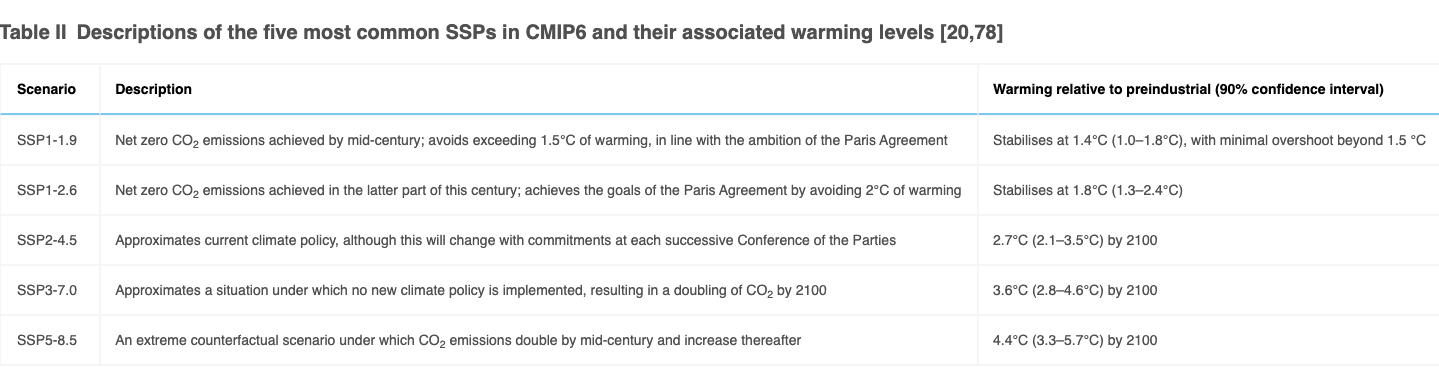 Table II Descriptions of the five most common SSPs in CMIP6 and their associated warming levels [20,78]
Scenario Description Warming relative to preindustrial (90% confidence interval)
SSP1-1.9 Net zero CO₂ emissions achieved by mid-century; avoids exceeding 1.5°C of warming, in line with the ambition of the Paris Agreement Stabilises at 1.4°C (1.0–1.8°C), with minimal overshoot beyond 1.5 °C
SSP1-2.6 Net zero CO₂ emissions achieved in the latter part of this century; achieves the goals of the Paris Agreement by avoiding 2°C of warming Stabilises at 1.8°C (1.3–2.4°C)
SSP2-4.5 Approximates current climate policy, although this will change with commitments at each successive Conference of the Parties 2.7°C (2.1–3.5°C) by 2100
SSP3-7.0 Approximates a situation under which no new climate policy is implemented, resulting in a doubling of CO₂ by 2100 3.6°C (2.8–4.6°C) by 2100
SSP5-8.5 An extreme counterfactual scenario under which CO₂ emissions double by mid-century and increase thereafter 4.4°C (3.3–5.7°C) by 2100